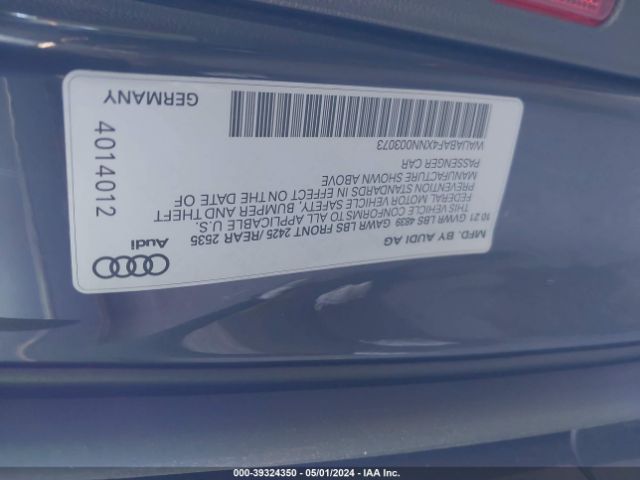 MFD. BY AUDI AG
10 21 GVWR LBS 4839 GAWR LBS FRONT 2425 /REAR 2535
THIS VEHICLE CONFORMS TO ALL APPLICABLE U.S.
FEDERAL MOTOR VEHICLE SAFETY, BUMPER AND THEFT
PREVENTION STANDARDS IN EFFECT ON THE DATE OF
MANUFACTURE SHOWN ABOVE
PASSENGER CAR
WAUABAF4XNN003073
Audi
4014012
GERMANY
000-39324350 - 05/01/2024 - IAA Inc.